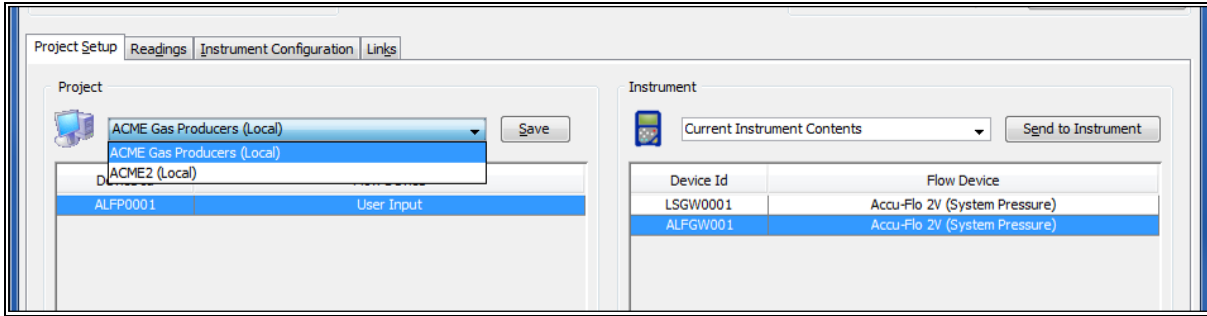 Project Setup Readings Instrument Configuration Links
Project
ACME Gas Producers (Local) Save
ACME Gas Producers (Local)
ACME2 (Local)
ALFP0001 User Input
Instrument
Current Instrument Contents Send to Instrument
Device Id Flow Device
LSGW0001 Accu-Flo 2V (System Pressure)
ALFGW001 Accu-Flo 2V (System Pressure)